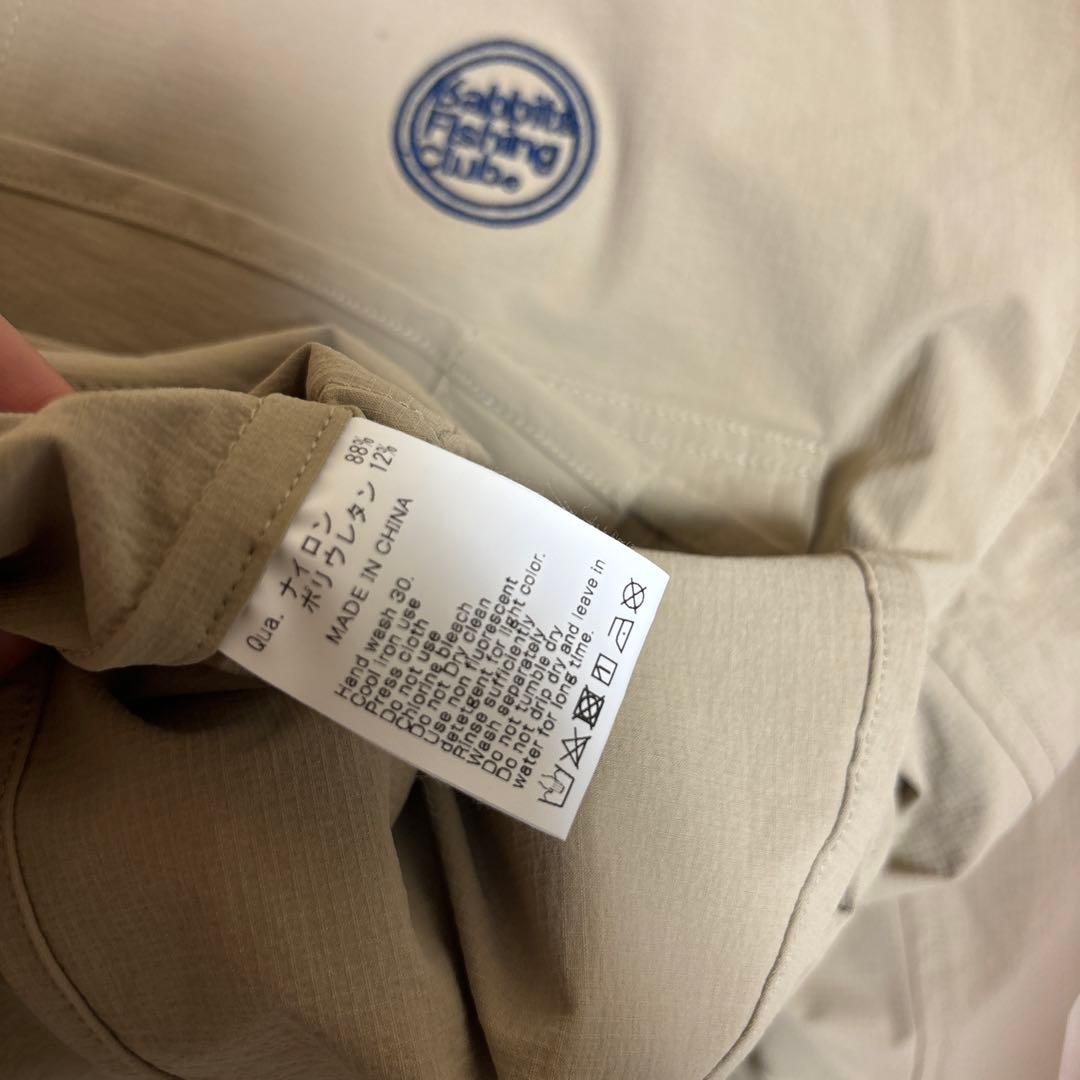 Rabbits
Fishing
Club.
Qua. ナイロン 88%
ポリウレタン 12%
MADE IN CHINA
Hand wash 30.
Cool iron use
Press cloth
Do not use
Chlorine bleach
Do not Dry clean
Use non fluorescent
detetgent for light color.
Rinse sufficiently
Wash separately
Do not tumble dry
Do not drip dry and leave in
water for long time.